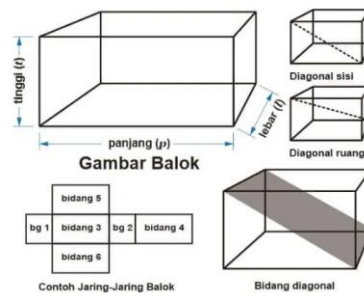 tinggi (t)
panjang (p)
lebar (l)
Gambar Balok
Diagonal sisi
Diagonal ruang
bidang 5
bg 1
bidang 3
bg 2
bidang 4
bidang 6
Contoh Jaring-Jaring Balok
Bidang diagonal